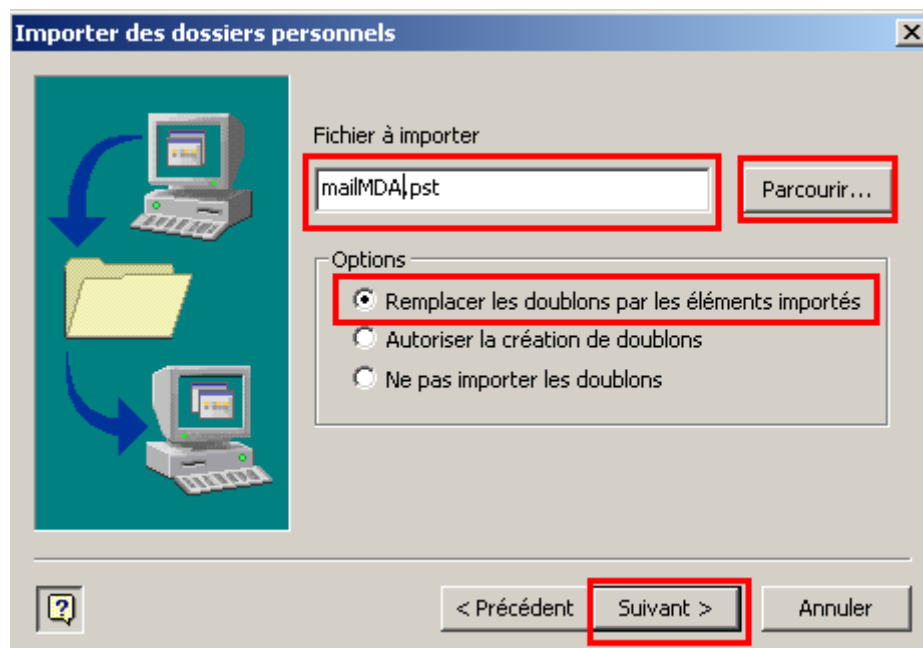 Importer des dossiers personnels
Fichier à importer
mailMDA.pst
Parcourir...
Options
Remplacer les doublons par les éléments importés
Autoriser la création de doublons
Ne pas importer les doublons
< Précédent
Suivant >
Annuler